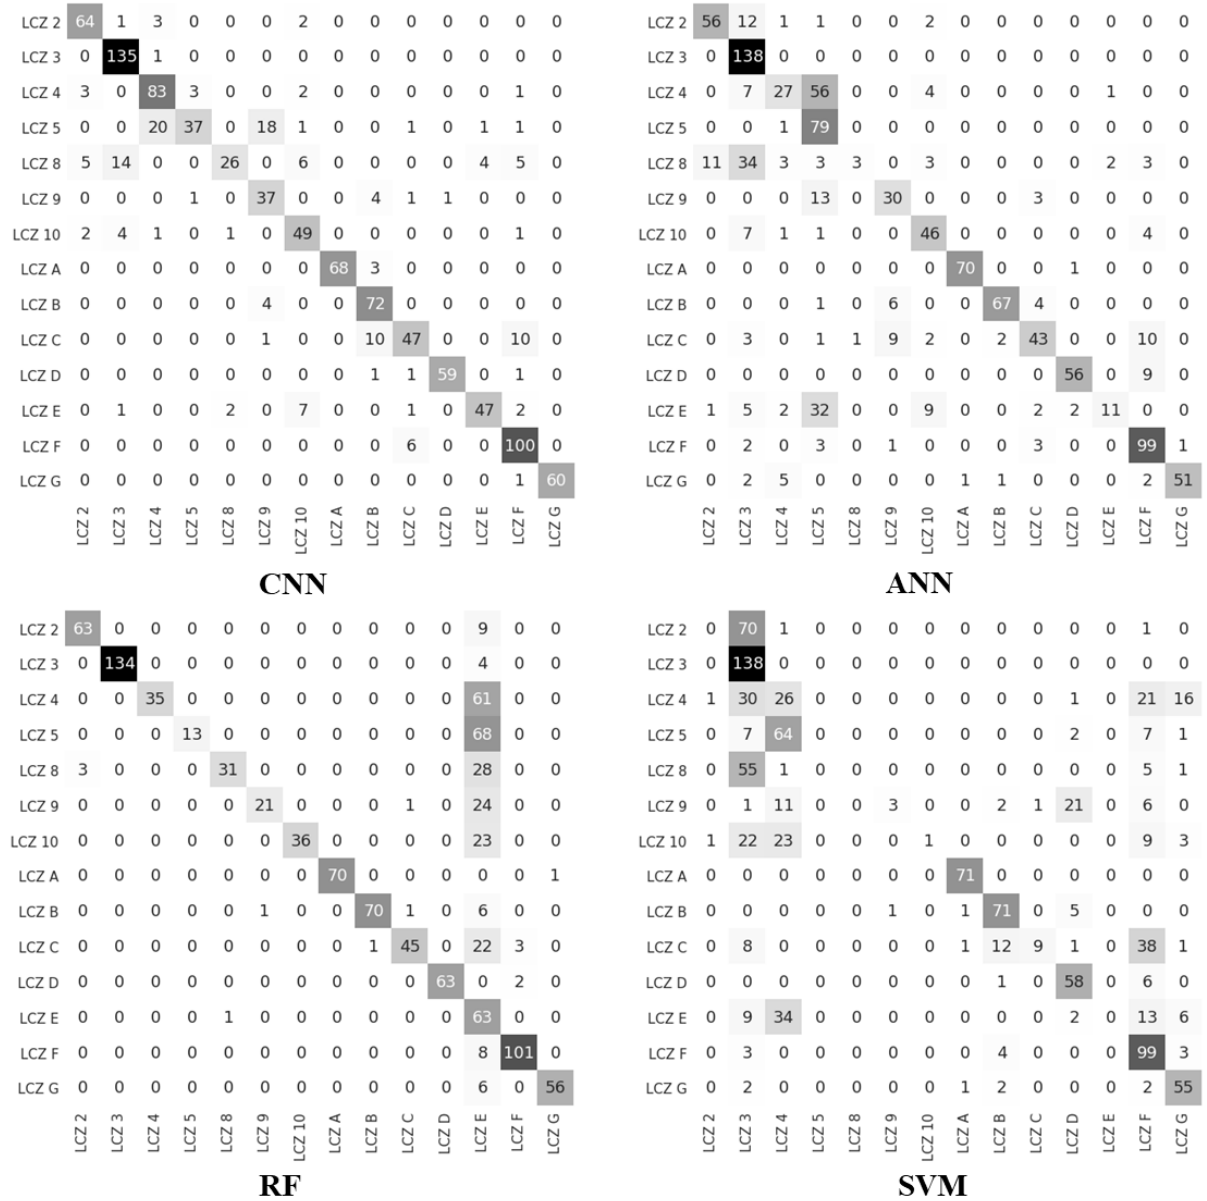 LCZ 2 64 1 3 0 0 0 2 0 0 0 0 0 0 0
LCZ 3 0 135 1 0 0 0 0 0 0 0 0 0 0 0
LCZ 4 3 0 83 3 0 0 2 0 0 0 0 0 1 0
LCZ 5 0 0 20 37 0 18 1 0 0 1 0 1 1 0
LCZ 8 5 14 0 0 26 0 6 0 0 0 0 4 5 0
LCZ 9 0 0 0 1 0 37 0 0 4 1 1 0 0 0
LCZ 10 2 4 1 0 1 0 49 0 0 0 0 0 1 0
LCZ A 0 0 0 0 0 0 0 68 3 0 0 0 0 0
LCZ B 0 0 0 0 0 4 0 0 72 0 0 0 0 0
LCZ C 0 0 0 0 0 1 0 0 10 47 0 0 10 0
LCZ D 0 0 0 0 0 0 0 0 1 1 59 0 1 0
LCZ E 0 1 0 0 2 0 7 0 0 1 0 47 2 0
LCZ F 0 0 0 0 0 0 0 0 0 6 0 0 100 0
LCZ G 0 0 0 0 0 0 0 0 0 0 0 0 1 60
LCZ 2 LCZ 3 LCZ 4 LCZ 5 LCZ 8 LCZ 9 LCZ 10 LCZ A LCZ B LCZ C LCZ D LCZ E LCZ F LCZ G
CNN
LCZ 2 56 12 1 1 0 0 2 0 0 0 0 0 0 0
LCZ 3 0 138 0 0 0 0 0 0 0 0 0 0 0 0
LCZ 4 0 7 27 56 0 0 4 0 0 0 0 1 0 0
LCZ 5 0 0 1 79 0 0 0 0 0 0 0 0 0 0
LCZ 8 11 34 3 3 3 0 3 0 0 0 0 2 3 0
LCZ 9 0 0 0 13 0 30 0 0 0 3 0 0 0 0
LCZ 10 0 7 1 1 0 0 46 0 0 0 0 0 4 0
LCZ A 0 0 0 0 0 0 0 70 0 0 1 0 0 0
LCZ B 0 0 0 1 0 6 0 0 67 4 0 0 0 0
LCZ C 0 3 0 1 1 9 2 0 2 43 0 0 10 0
LCZ D 0 0 0 0 0 0 0 0 0 0 56 0 9 0
LCZ E 1 5 2 32 0 0 9 0 0 2 2 11 0 0
LCZ F 0 2 0 3 0 1 0 0 0 3 0 0 99 1
LCZ G 0 2 5 0 0 0 0 1 1 0 0 0 2 51
LCZ 2 LCZ 3 LCZ 4 LCZ 5 LCZ 8 LCZ 9 LCZ 10 LCZ A LCZ B LCZ C LCZ D LCZ E LCZ F LCZ G
ANN
LCZ 2 63 0 0 0 0 0 0 0 0 0 0 9 0 0
LCZ 3 0 134 0 0 0 0 0 0 0 0 0 4 0 0
LCZ 4 0 0 35 0 0 0 0 0 0 0 0 61 0 0
LCZ 5 0 0 0 13 0 0 0 0 0 0 0 68 0 0
LCZ 8 3 0 0 0 31 0 0 0 0 0 0 28 0 0
LCZ 9 0 0 0 0 0 21 0 0 0 1 0 24 0 0
LCZ 10 0 0 0 0 0 0 36 0 0 0 0 23 0 0
LCZ A 0 0 0 0 0 0 0 70 0 0 0 0 0 1
LCZ B 0 0 0 0 0 1 0 0 70 1 0 6 0 0
LCZ C 0 0 0 0 0 0 0 0 1 45 0 22 3 0
LCZ D 0 0 0 0 0 0 0 0 0 0 63 0 2 0
LCZ E 0 0 0 0 1 0 0 0 0 0 0 63 0 0
LCZ F 0 0 0 0 0 0 0 0 0 0 0 8 101 0
LCZ G 0 0 0 0 0 0 0 0 0 0 0 6 0 56
LCZ 2 LCZ 3 LCZ 4 LCZ 5 LCZ 8 LCZ 9 LCZ 10 LCZ A LCZ B LCZ C LCZ D LCZ E LCZ F LCZ G
RF
LCZ 2 0 70 1 0 0 0 0 0 0 0 0 0 1 0
LCZ 3 0 138 0 0 0 0 0 0 0 0 0 0 0 0
LCZ 4 1 30 26 0 0 0 0 0 0 0 1 0 21 16
LCZ 5 0 7 64 0 0 0 0 0 0 0 2 0 7 1
LCZ 8 0 55 1 0 0 0 0 0 0 0 0 0 5 1
LCZ 9 0 1 11 0 0 3 0 0 2 1 21 0 6 0
LCZ 10 1 22 23 0 0 0 1 0 0 0 0 0 9 3
LCZ A 0 0 0 0 0 0 0 71 0 0 0 0 0 0
LCZ B 0 0 0 0 0 1 0 1 71 0 5 0 0 0
LCZ C 0 8 0 0 0 0 0 1 12 9 1 0 38 1
LCZ D 0 0 0 0 0 0 0 0 1 0 58 0 6 0
LCZ E 0 9 34 0 0 0 0 0 0 0 2 0 13 6
LCZ F 0 3 0 0 0 0 0 0 4 0 0 0 99 3
LCZ G 0 2 0 0 0 0 0 1 2 0 0 0 2 55
LCZ 2 LCZ 3 LCZ 4 LCZ 5 LCZ 8 LCZ 9 LCZ 10 LCZ A LCZ B LCZ C LCZ D LCZ E LCZ F LCZ G
SVM